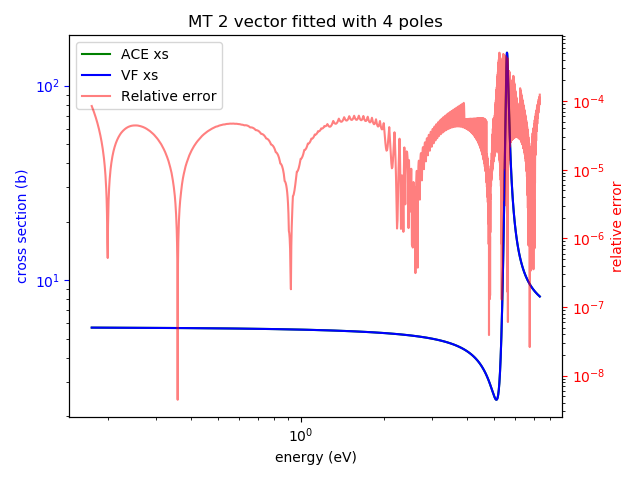 MT 2 vector fitted with 4 poles
ACE xs
VF xs
Relative error
10²
10¹
cross section (b)
10⁻⁴
10⁻⁵
10⁻⁶
10⁻⁷
10⁻⁸
relative error
10⁰
energy (eV)